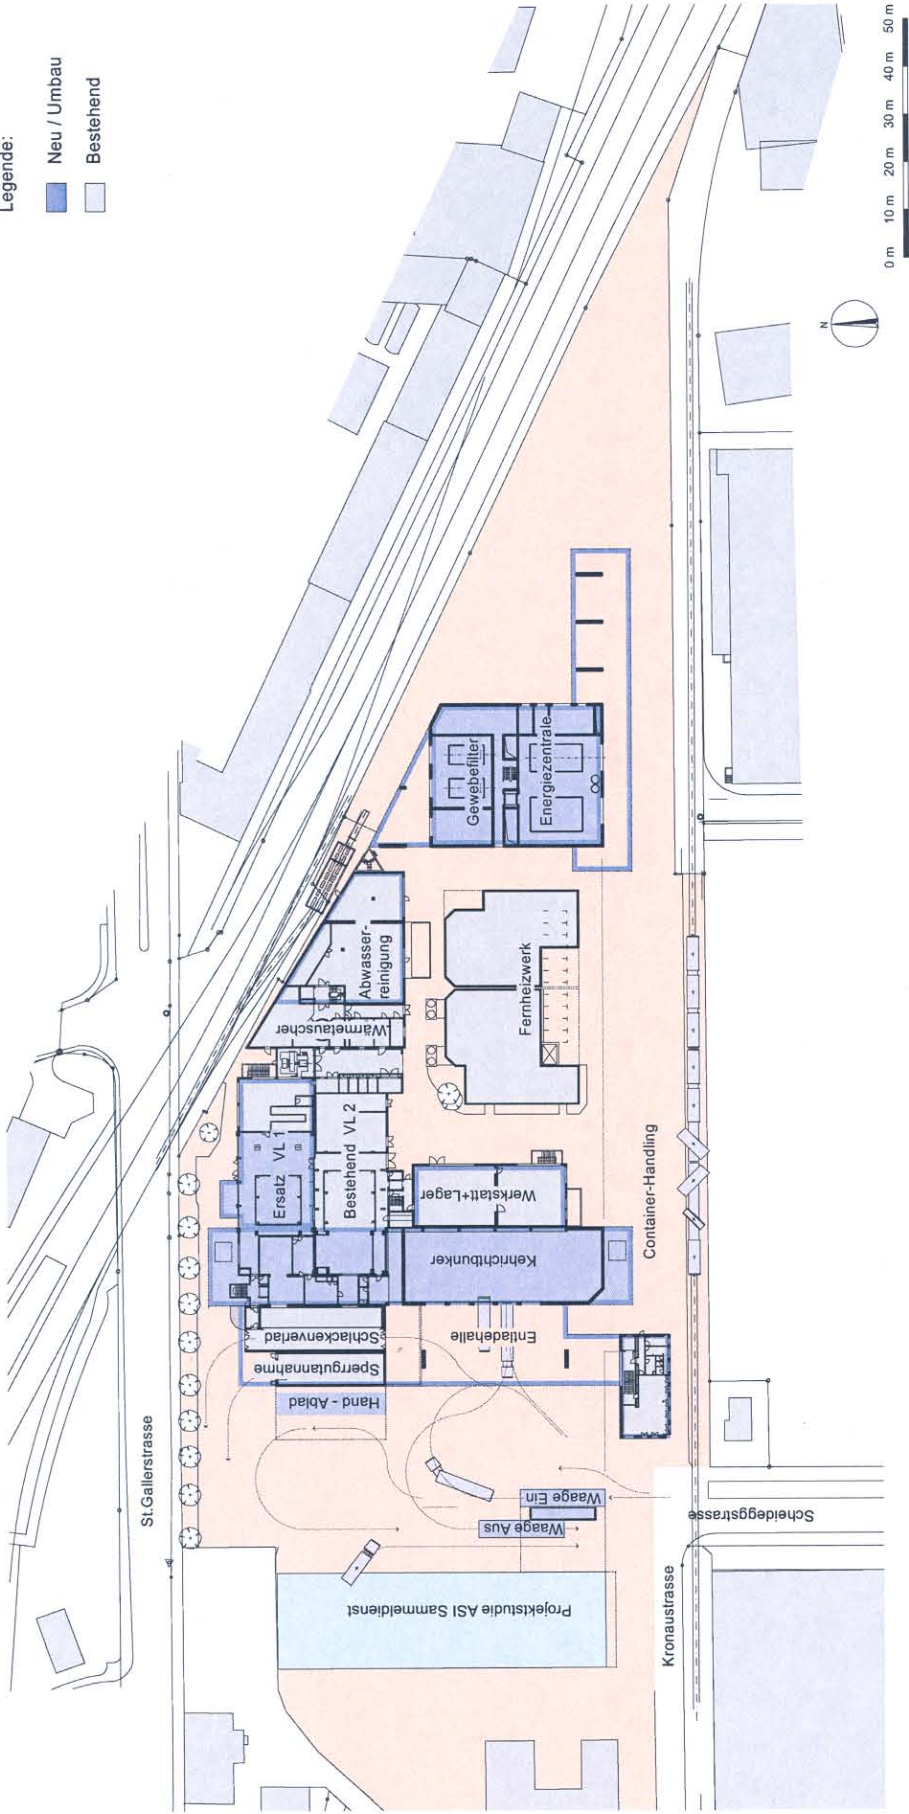 Legende:
Neu / Umbau
Bestehend
0 m 10 m 20 m 30 m 40 m 50 m
N
St.Gallerstrasse
Gewebefilter
Energiezentrale
Abwasser-
reinigung
Wärmetauscher
Fernheizwerk
Ersatz VL 1
Bestehend VL 2
Werkstatt+Lager
Kehrichtbunker
Container-Handling
Schlackenverlad
Sperrgutannahme
Hand - Ablad
Entladehalle
Waage Ein
Waage Aus
Projektstudie ASI Sammeldienst
Kronaustrasse
Scheideggstrasse